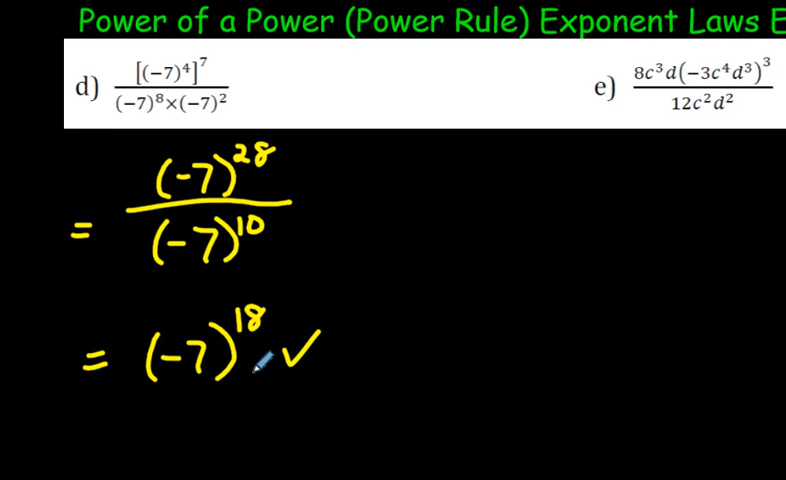 Power of a Power (Power Rule) Exponent Laws E
d) [(−7)⁴]⁷ / (−7)⁸×(−7)²
e) 8c³d(−3c⁴d³)³ / 12c²d²
= (-7)²⁸ / (-7)¹⁰
= (-7)¹⁸ ✓